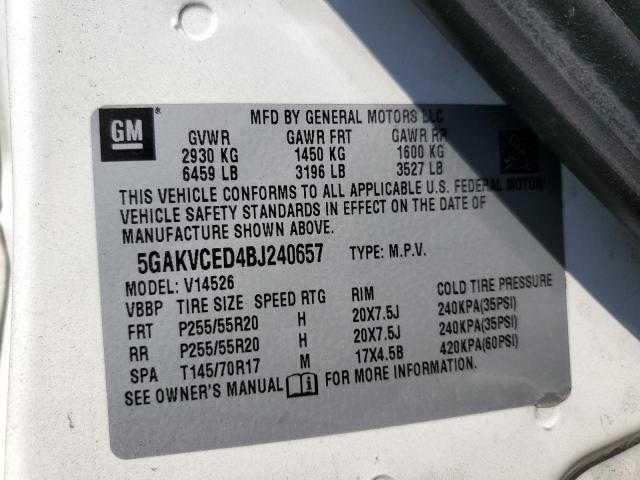 GM ®
MFD BY GENERAL MOTORS LLC
GVWR GAWR FRT GAWR RR
2930 KG 1450 KG 1600 KG
6459 LB 3196 LB 3527 LB
THIS VEHICLE CONFORMS TO ALL APPLICABLE U.S. FEDERAL MOTOR
VEHICLE SAFETY STANDARDS IN EFFECT ON THE DATE OF
MANUFACTURE SHOWN ABOVE.
5GAKVCED4BJ240657 TYPE: M.P.V.
MODEL: V14526
VBBP TIRE SIZE SPEED RTG RIM COLD TIRE PRESSURE
FRT P255/55R20 H 20X7.5J 240KPA(35PSI)
RR P255/55R20 H 20X7.5J 240KPA(35PSI)
SPA T145/70R17 M 17X4.5B 420KPA(60PSI)
SEE OWNER'S MANUAL FOR MORE INFORMATION.